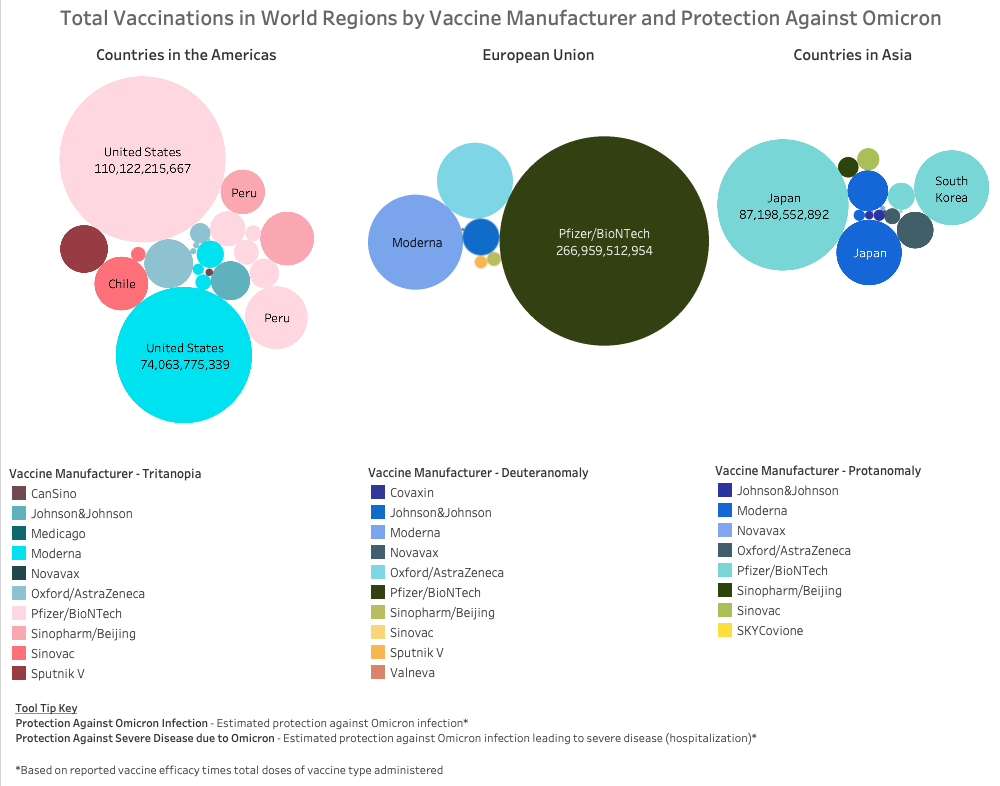 Total Vaccinations in World Regions by Vaccine Manufacturer and Protection Against Omicron
Countries in the Americas
United States
110,122,215,667
Peru
Chile
Peru
United States
74,063,775,339
European Union
Moderna
Pfizer/BioNTech
266,959,512,954
Countries in Asia
Japan
87,198,552,892
South
Korea
Japan
Vaccine Manufacturer - Tritanopia
CanSino
Johnson&Johnson
Medicago
Moderna
Novavax
Oxford/AstraZeneca
Pfizer/BioNTech
Sinopharm/Beijing
Sinovac
Sputnik V
Vaccine Manufacturer - Deuteranomaly
Covaxin
Johnson&Johnson
Moderna
Novavax
Oxford/AstraZeneca
Pfizer/BioNTech
Sinopharm/Beijing
Sinovac
Sputnik V
Valneva
Vaccine Manufacturer - Protanomaly
Johnson&Johnson
Moderna
Novavax
Oxford/AstraZeneca
Pfizer/BioNTech
Sinopharm/Beijing
Sinovac
SKYCovione
Tool Tip Key
Protection Against Omicron Infection - Estimated protection against Omicron infection*
Protection Against Severe Disease due to Omicron - Estimated protection against Omicron infection leading to severe disease (hospitalization)*
*Based on reported vaccine efficacy times total doses of vaccine type administered